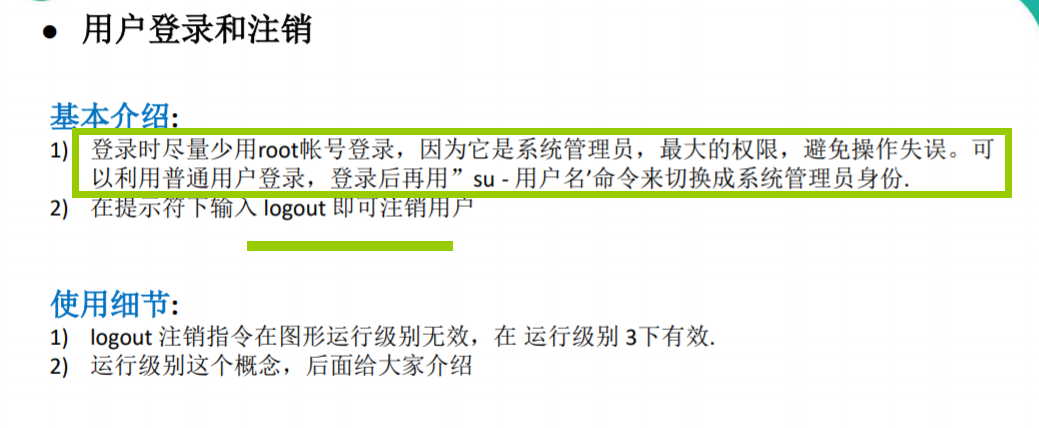 ● 用户登录和注销
基本介绍:
1) 登录时尽量少用root帐号登录，因为它是系统管理员，最大的权限，避免操作失误。可
以利用普通用户登录，登录后再用”su - 用户名’命令来切换成系统管理员身份.
2) 在提示符下输入 logout 即可注销用户
使用细节:
1) logout 注销指令在图形运行级别无效，在 运行级别 3下有效.
2) 运行级别这个概念，后面给大家介绍